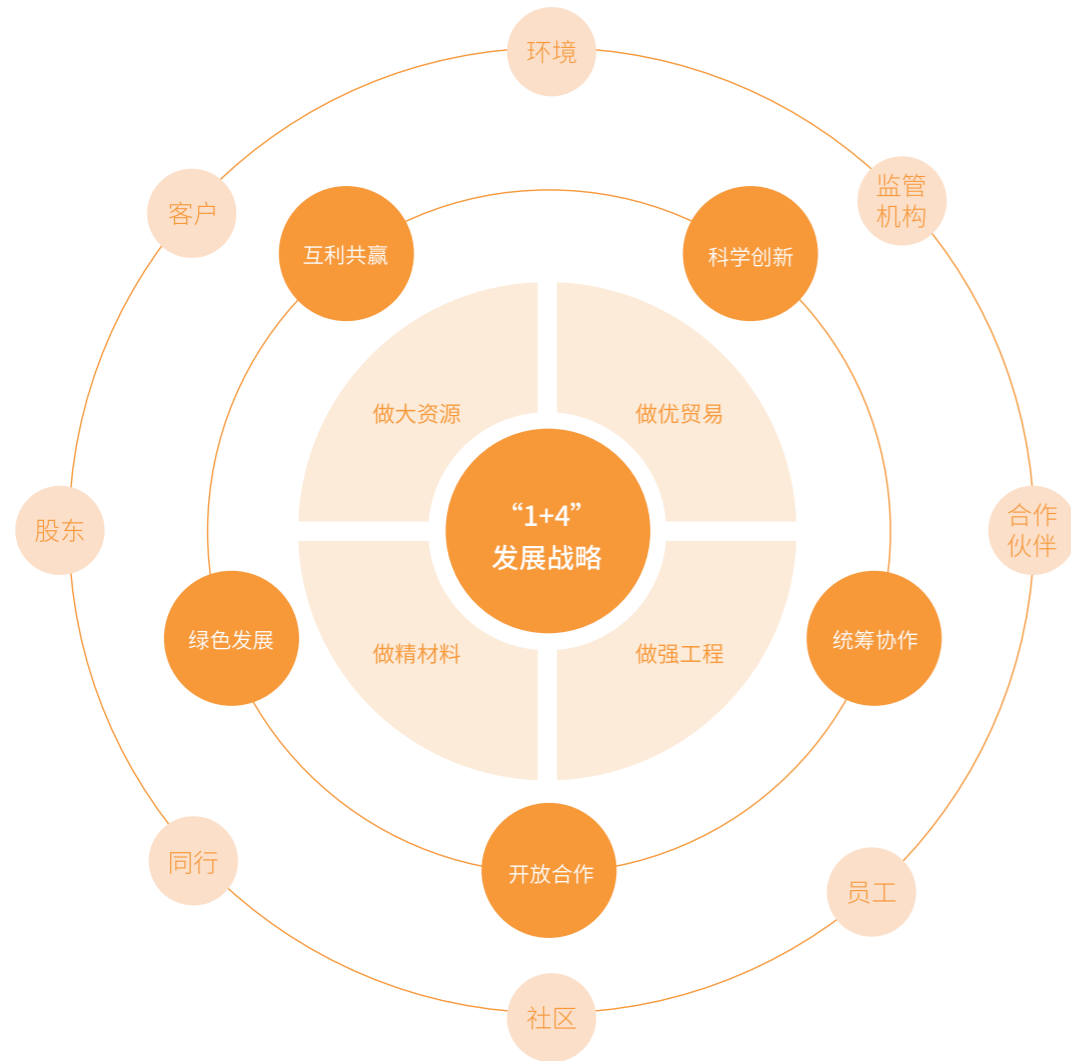 环境
监管
机构
客户
互利共赢
科学创新
做大资源
做优贸易
“1+4”
发展战略
股东
合作
伙伴
绿色发展
做精材料
做强工程
统筹协作
同行
开放合作
员工
社区